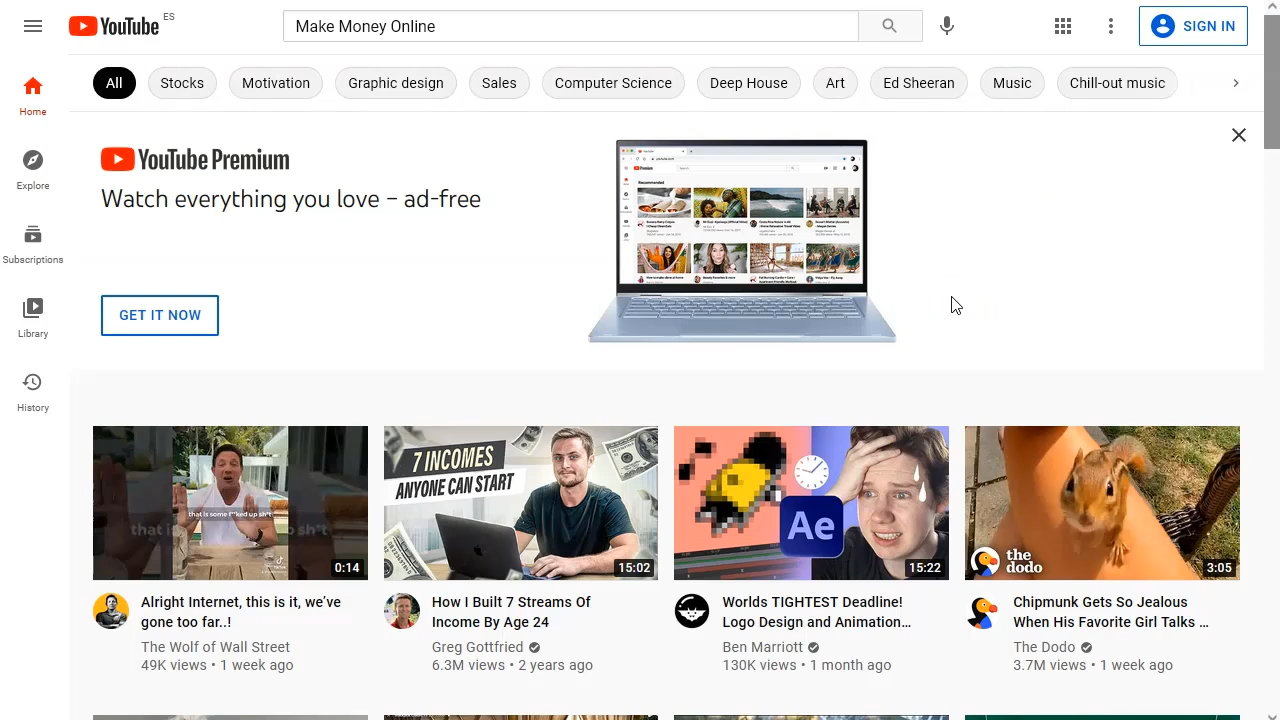 YouTube ES
Make Money Online
SIGN IN
All
Stocks
Motivation
Graphic design
Sales
Computer Science
Deep House
Art
Ed Sheeran
Music
Chill-out music
Home
Explore
Subscriptions
Library
History
YouTube Premium
Watch everything you love – ad-free
GET IT NOW
that is some f**ked up sh*t
0:14
Alright Internet, this is it, we've
gone too far..!
The Wolf of Wall Street
49K views • 1 week ago
7 INCOMES
ANYONE CAN START
15:02
How I Built 7 Streams Of
Income By Age 24
Greg Gottfried
6.3M views • 2 years ago
Ae
15:22
Worlds TIGHTEST Deadline!
Logo Design and Animation...
Ben Marriott
130K views • 1 month ago
the
dodo
3:05
Chipmunk Gets So Jealous
When His Favorite Girl Talks ...
The Dodo
3.7M views • 1 week ago